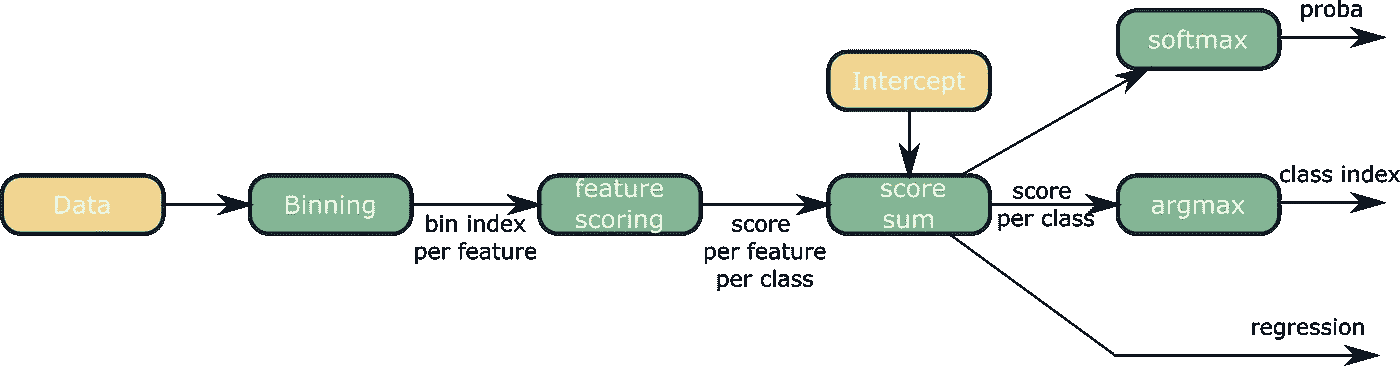 Data
Binning
bin index
per feature
feature
scoring
score
per feature
per class
Intercept
score
sum
softmax
proba
score
per class
argmax
class index
regression